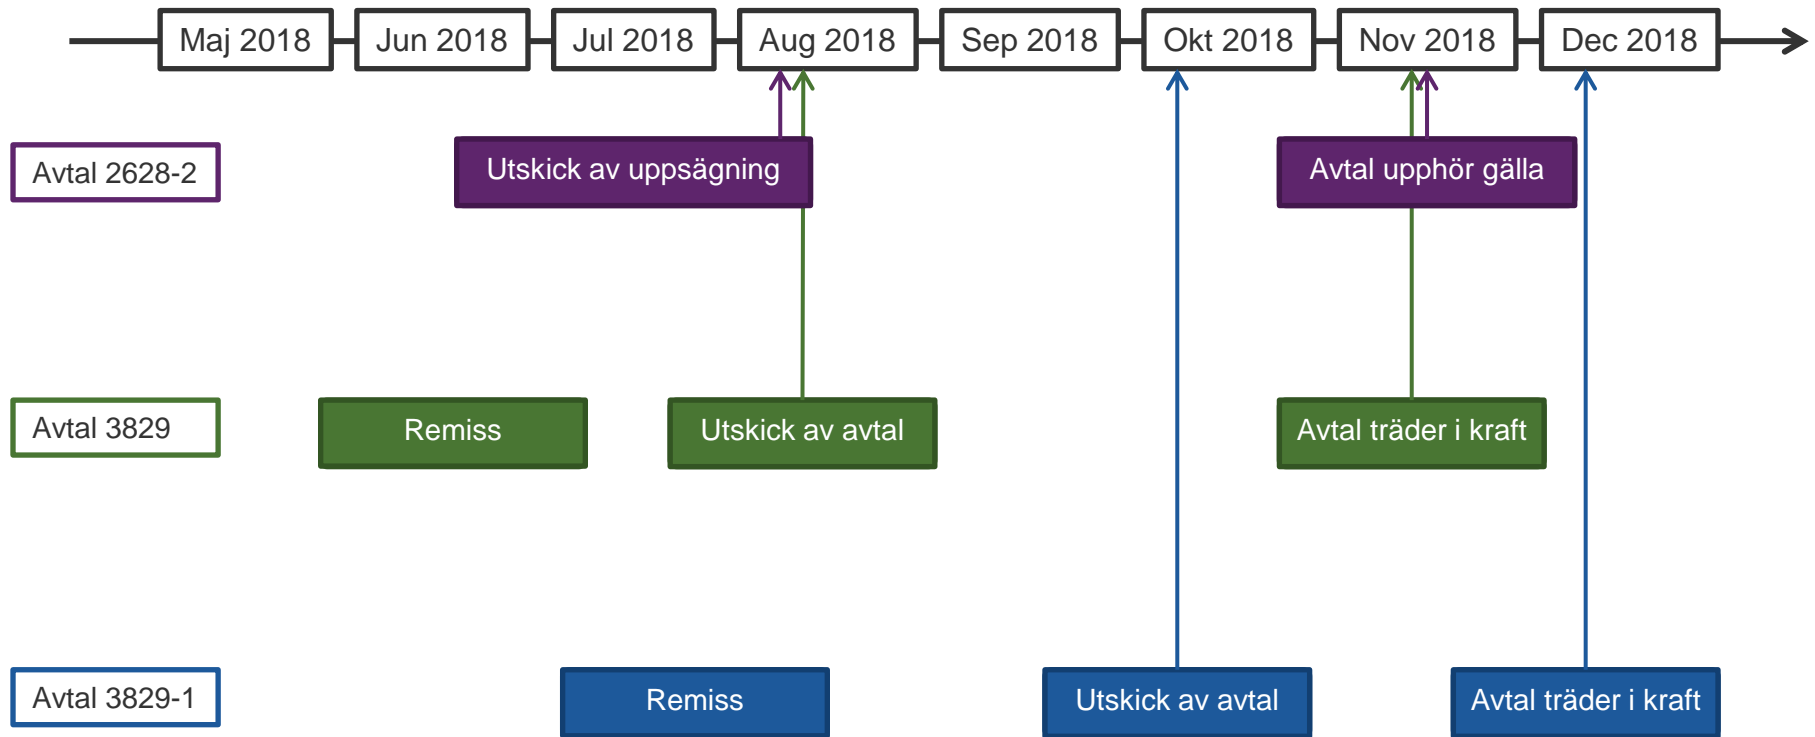 Maj 2018
Jun 2018
Jul 2018
Aug 2018
Sep 2018
Okt 2018
Nov 2018
Dec 2018
Avtal 2628-2
Utskick av uppsägning
Avtal upphör gälla
Avtal 3829
Remiss
Utskick av avtal
Avtal träder i kraft
Avtal 3829-1
Remiss
Utskick av avtal
Avtal träder i kraft